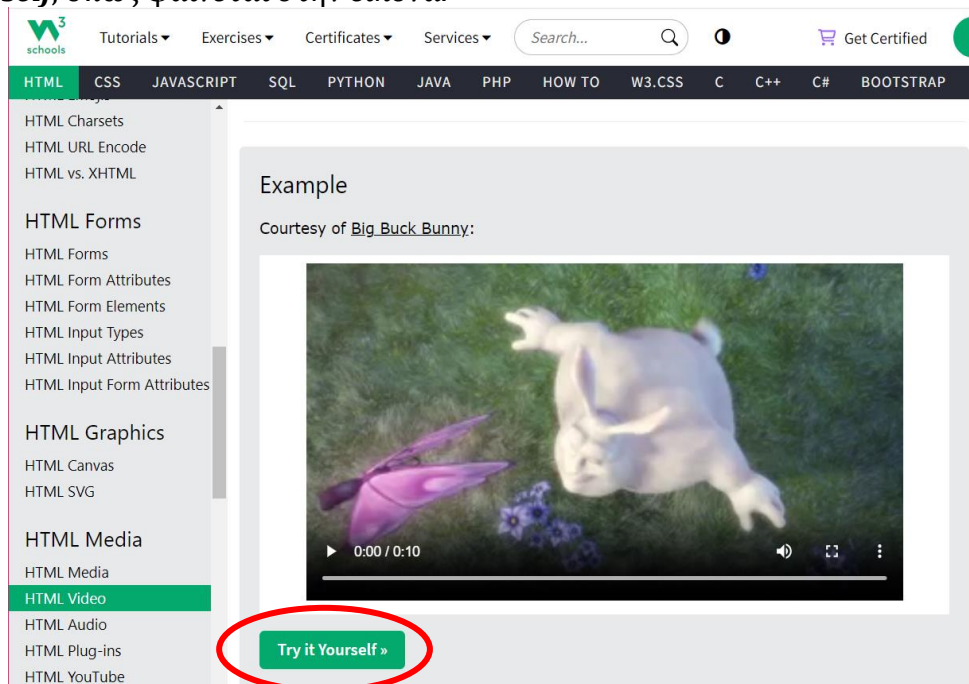 όπως φαίνεται στην εικόνα.
W3
schools
Tutorials
Exercises
Certificates
Services
Search...
Get Certified
HTML CSS JAVASCRIPT SQL PYTHON JAVA PHP HOW TO W3.CSS C C++ C# BOOTSTRAP
HTML Charsets
HTML URL Encode
HTML vs. XHTML
HTML Forms
HTML Forms
HTML Form Attributes
HTML Form Elements
HTML Input Types
HTML Input Attributes
HTML Input Form Attributes
HTML Graphics
HTML Canvas
HTML SVG
HTML Media
HTML Media
HTML Video
HTML Audio
HTML Plug-ins
HTML YouTube
Example
Courtesy of Big Buck Bunny:
0:00 / 0:10
Try it Yourself »